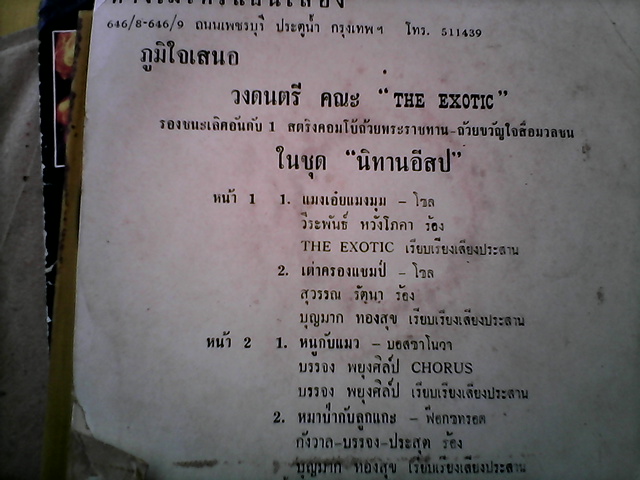 646/8-646/9 ถนนเพชรบุรี ประตูน้ำ กรุงเทพฯ โทร. 511439
ภูมิใจเสนอ
วงดนตรี คณะ "THE EXOTIC"
รองชนะเลิศอันดับ 1 สตริงคอมโบ้ถ้วยพระราชทาน-ถ้วยขวัญใจสื่อมวลชน
ในชุด "นิทานอีสป"
หน้า 1 1. แมงเอ๋ยแมงมุม - โซล
วีระพันธ์ หวังโภคา ร้อง
THE EXOTIC เรียบเรียงเสียงประสาน
2. เต่าครองแชมป์ - โซล
สุวรรณ รัตนา ร้อง
บุญมาก ทองสุข เรียบเรียงเสียงประสาน
หน้า 2 1. หนูกับแมว - บอสซาโนวา
บรรจง พยุงศิลป์ CHORUS
บรรจง พยุงศิลป์ เรียบเรียงเสียงประสาน
2. หมาป่ากับลูกแกะ - ฟ็อกซทรอต
กังวาล-บรรจง-ประสุต ร้อง
บุญมาก ทองสุข เรียบเรียงเสียงประสาน